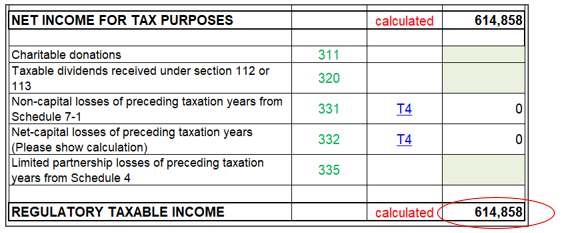 NET INCOME FOR TAX PURPOSES calculated 614,858
Charitable donations 311
Taxable dividends received under section 112 or
113 320
Non-capital losses of preceding taxation years from
Schedule 7-1 331 T4 0
Net-capital losses of preceding taxation years
(Please show calculation) 332 T4 0
Limited partnership losses of preceding taxation
years from Schedule 4 335
REGULATORY TAXABLE INCOME calculated 614,858